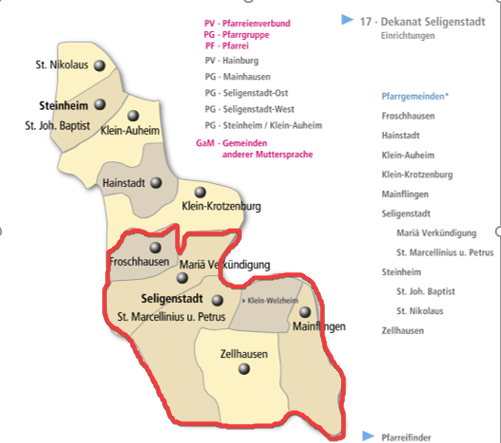 St. Nikolaus
Steinheim
St. Joh. Baptist
Klein-Auheim
Hainstadt
Klein-Krotzenburg
Froschhausen
Mariä Verkündigung
Seligenstadt
St. Marcellinius u. Petrus
Klein-Welzheim
Mainflingen
Zellhausen
PV - Pfarreienverbund
PG - Pfarrgruppe
PF - Pfarrei
PV - Hainburg
PG - Mainhausen
PG - Seligenstadt-Ost
PG - Seligenstadt-West
PG - Steinheim / Klein-Auheim
GaM - Gemeinden
anderer Muttersprache
17 - Dekanat Seligenstadt
Einrichtungen
Pfarrgemeinden*
Froschhausen
Hainstadt
Klein-Auheim
Klein-Krotzenburg
Mainflingen
Seligenstadt
Mariä Verkündigung
St. Marcellinius u. Petrus
Steinheim
St. Joh. Baptist
St. Nikolaus
Zellhausen
Pfarreifinder